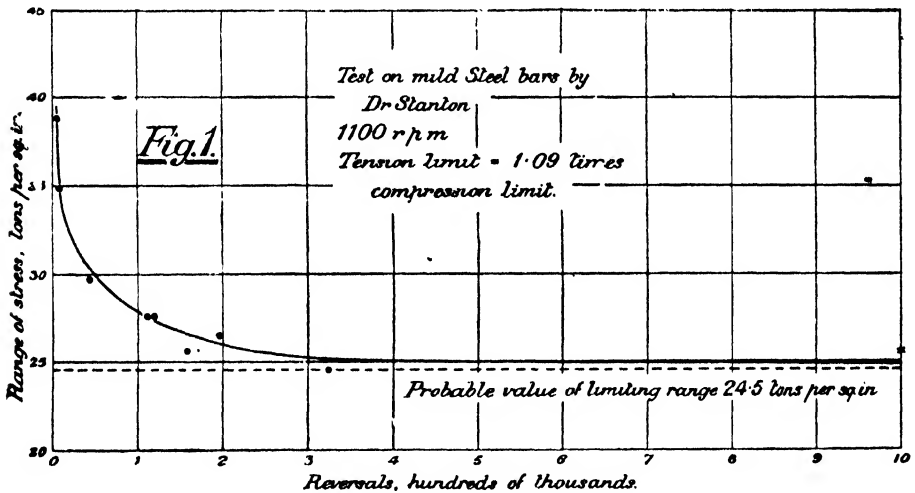 45
40
35
30
25
20
Range of stress, tons per sq. in.
Fig. 1.
Test on mild Steel bars by
Dr Stanton
1100 r p m
Tension limit = 1·09 times
compression limit.
Probable value of limiting range 24·5 tons per sq. in
0 1 2 3 4 5 6 7 8 9 10
Reversals, hundreds of thousands.